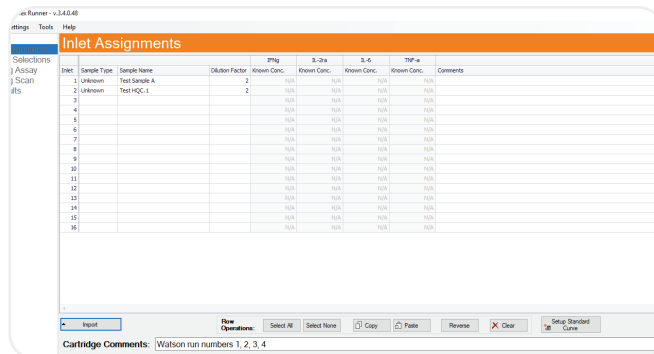 Runner - v.3.4.0.48
Tools Help
Inlet Assignments
Selections
Assay
Scan
IFNg IL-2ra IL-6 TNF-a
Inlet Sample Type Sample Name Dilution Factor Known Conc. Known Conc. Known Conc. Known Conc. Comments
1 Unknown Test Sample A 2 N/A N/A N/A N/A
2 Unknown Test HQC.1 2 N/A N/A N/A N/A
3 N/A N/A N/A N/A
4 N/A N/A N/A N/A
5 N/A N/A N/A N/A
6 N/A N/A N/A N/A
7 N/A N/A N/A N/A
8 N/A N/A N/A N/A
9 N/A N/A N/A N/A
10 N/A N/A N/A N/A
11 N/A N/A N/A N/A
12 N/A N/A N/A N/A
13 N/A N/A N/A N/A
14 N/A N/A N/A N/A
15 N/A N/A N/A N/A
16 N/A N/A N/A N/A
Import Row Operations: Select All Select None Copy Paste Reverse Clear Setup Standard Curve
Cartridge Comments: Watson run numbers 1, 2, 3, 4